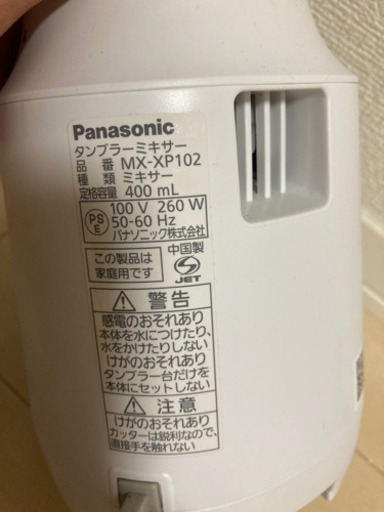 Panasonic
タンブラーミキサー
品 番 MX-XP102
種 類 ミキサー
定格容量 400 mL
PS
E
100 V 260 W
50-60 Hz
パナソニック株式会社
この製品は
家庭用です
中国製
S
JET
警告
感電のおそれあり
本体を水につけたり、
水をかけたりしない
けがのおそれあり
タンブラー台だけを
本体にセットしない
注意
けがのおそれあり
カッターは鋭利なので、
直接手を触れない